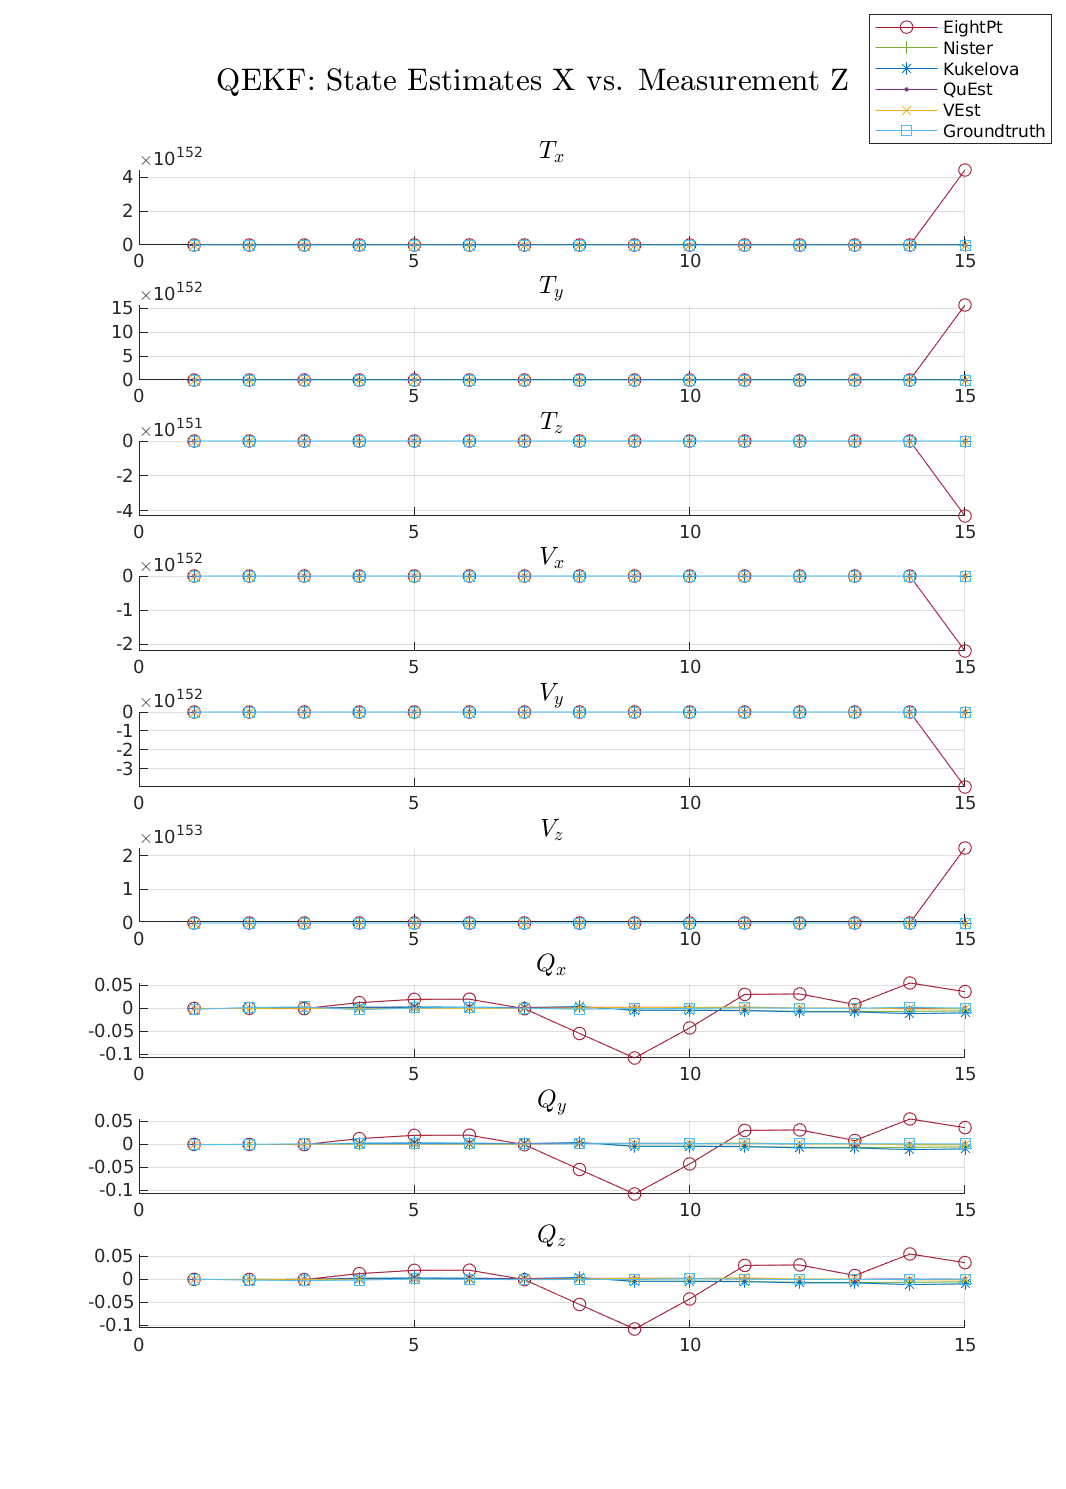 EightPt
Nister
Kukelova
QuEst
VEst
Groundtruth
QEKF: State Estimates X vs. Measurement Z
T_x
×10^152
4
2
0
0 5 10 15
T_y
×10^152
15
10
5
0
0 5 10 15
T_z
×10^151
0
-2
-4
0 5 10 15
V_x
×10^152
0
-1
-2
0 5 10 15
V_y
×10^152
0
-1
-2
-3
0 5 10 15
V_z
×10^153
2
1
0
0 5 10 15
Q_x
0.05
0
-0.05
-0.1
0 5 10 15
Q_y
0.05
0
-0.05
-0.1
0 5 10 15
Q_z
0.05
0
-0.05
-0.1
0 5 10 15